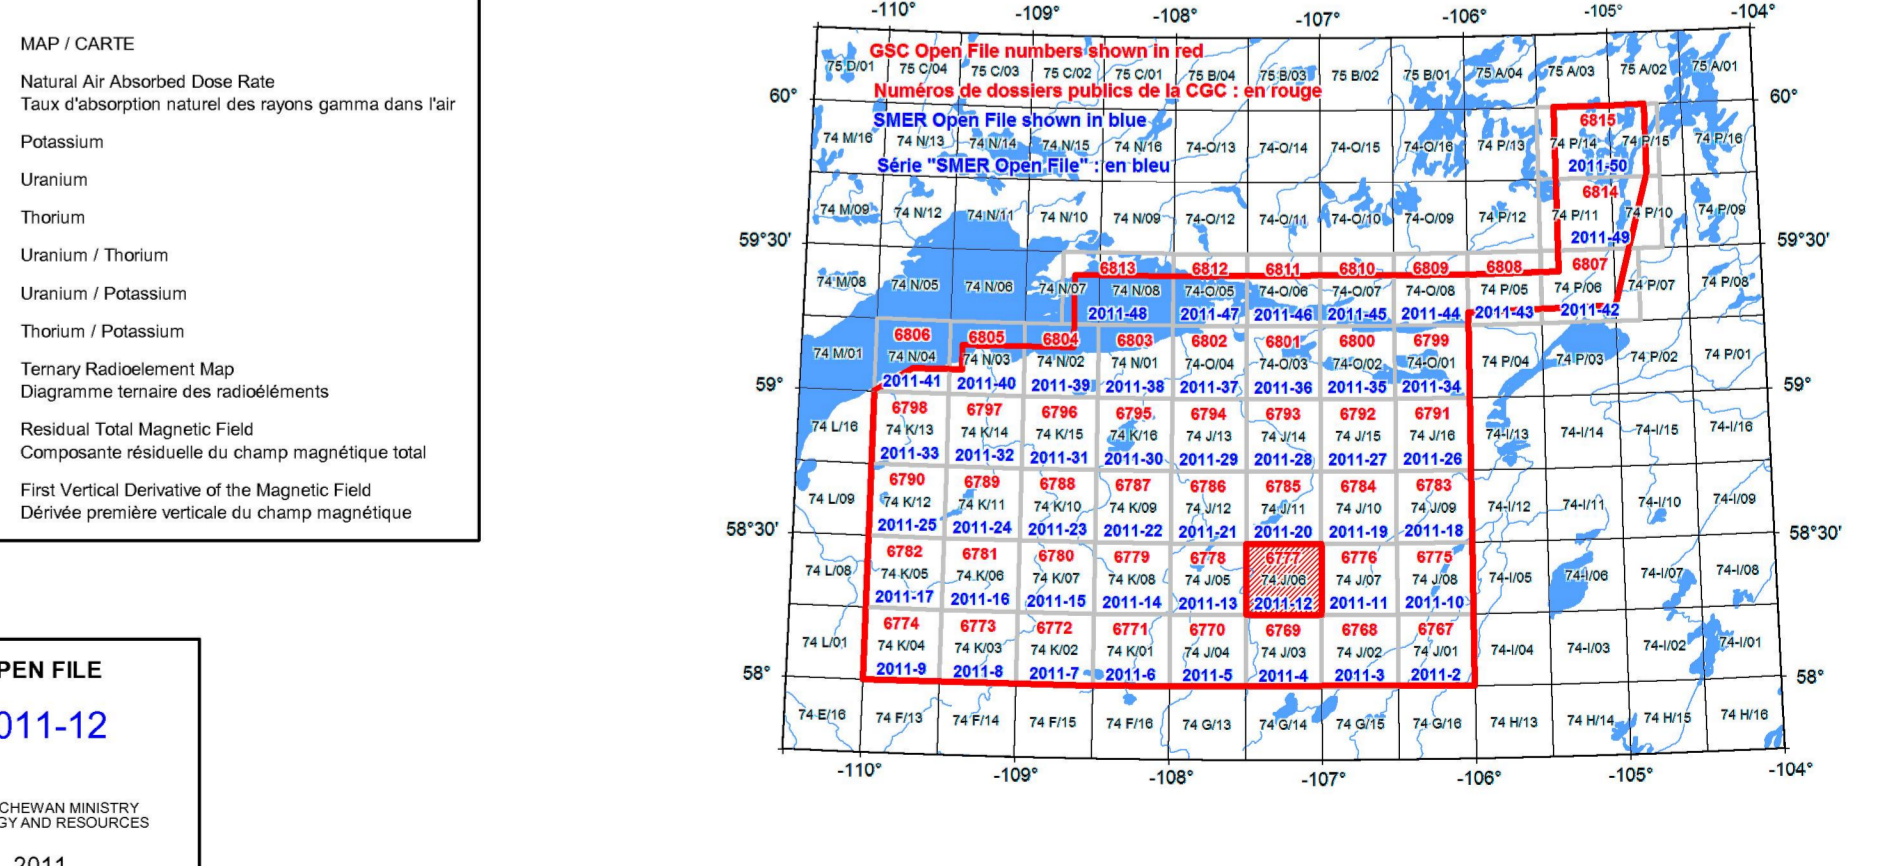 MAP / CARTE
Natural Air Absorbed Dose Rate
Taux d'absorption naturel des rayons gamma dans l'air
Potassium
Uranium
Thorium
Uranium / Thorium
Uranium / Potassium
Thorium / Potassium
Ternary Radioelement Map
Diagramme ternaire des radioéléments
Residual Total Magnetic Field
Composante résiduelle du champ magnétique total
First Vertical Derivative of the Magnetic Field
Dérivée première verticale du champ magnétique
PEN FILE
011-12
CHEWAN MINISTRY
GY AND RESOURCES
2011
-110° -109° -108° -107° -106° -105° -104°
GSC Open File numbers shown in red
75 D/01 75 C/04 75 C/03 75 C/02 75 C/01 75 B/04 75 B/03 75 B/02 75 B/01 75 A/04 75 A/03 75 A/02 75 A/01
Numéros de dossiers publics de la CGC : en rouge
60° 60°
SMER Open File shown in blue
6815
74 M/16 74 N/13 74 N/14 74 N/15 74 N/16 74-O/13 74-O/14 74-O/15 74-O/16 74 P/13 74 P/14 74 P/15 74 P/16
Série "SMER Open File" : en bleu
2011-50
6814
74 M/09 74 N/12 74 N/11 74 N/10 74 N/09 74-O/12 74-O/11 74-O/10 74-O/09 74 P/12 74 P/11 74 P/10 74 P/09
2011-49
59°30' 59°30'
6813 6812 6811 6810 6809 6808 6807
74 M/08 74 N/05 74 N/06 74 N/07 74 N/08 74-O/05 74-O/06 74-O/07 74-O/08 74 P/05 74 P/06 74 P/07 74 P/08
2011-48 2011-47 2011-46 2011-45 2011-44 2011-43 2011-42
6806 6805 6804 6803 6802 6801 6800 6799
74 M/01 74 N/04 74 N/03 74 N/02 74 N/01 74-O/04 74-O/03 74-O/02 74-O/01 74 P/04 74 P/03 74 P/02 74 P/01
59° 2011-41 2011-40 2011-39 2011-38 2011-37 2011-36 2011-35 2011-34 59°
6798 6797 6796 6795 6794 6793 6792 6791
74 L/16 74 K/13 74 K/14 74 K/15 74 K/16 74 J/13 74 J/14 74 J/15 74 J/16 74-I/13 74-I/14 74-I/15 74-I/16
2011-33 2011-32 2011-31 2011-30 2011-29 2011-28 2011-27 2011-26
6790 6789 6788 6787 6786 6785 6784 6783
74 L/09 74 K/12 74 K/11 74 K/10 74 K/09 74 J/12 74 J/11 74 J/10 74 J/09 74-I/12 74-I/11 74-I/10 74-I/09
58°30' 2011-25 2011-24 2011-23 2011-22 2011-21 2011-20 2011-19 2011-18 58°30'
6782 6781 6780 6779 6778 6777 6776 6775
74 L/08 74 K/05 74 K/06 74 K/07 74 K/08 74 J/05 74 J/06 74 J/07 74 J/08 74-I/05 74-I/06 74-I/07 74-I/08
2011-17 2011-16 2011-15 2011-14 2011-13 2011-12 2011-11 2011-10
6774 6773 6772 6771 6770 6769 6768 6767
74 L/01 74 K/04 74 K/03 74 K/02 74 K/01 74 J/04 74 J/03 74 J/02 74 J/01 74-I/04 74-I/03 74-I/02 74-I/01
58° 2011-9 2011-8 2011-7 2011-6 2011-5 2011-4 2011-3 2011-2 58°
74 E/16 74 F/13 74 F/14 74 F/15 74 F/16 74 G/13 74 G/14 74 G/15 74 G/16 74 H/13 74 H/14 74 H/15 74 H/16
-110° -109° -108° -107° -106° -105° -104°